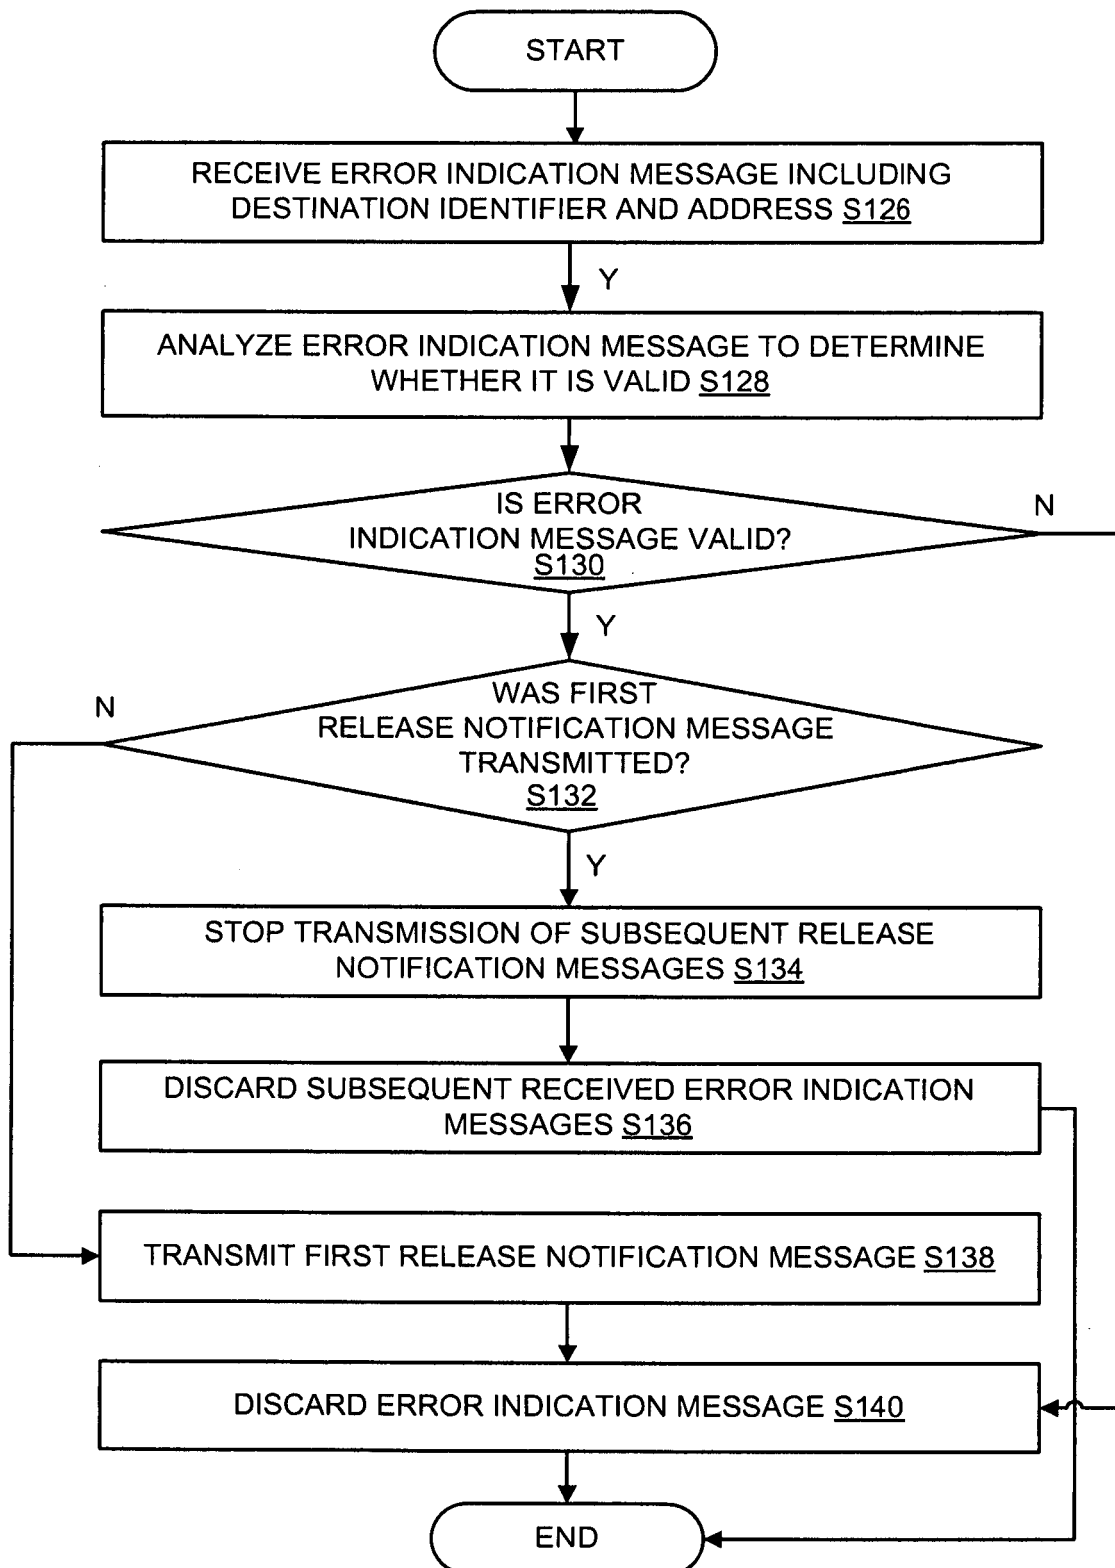 START
RECEIVE ERROR INDICATION MESSAGE INCLUDING
DESTINATION IDENTIFIER AND ADDRESS S126
Y
ANALYZE ERROR INDICATION MESSAGE TO DETERMINE
WHETHER IT IS VALID S128
IS ERROR
INDICATION MESSAGE VALID?
S130
N
Y
WAS FIRST
RELEASE NOTIFICATION MESSAGE
TRANSMITTED?
S132
N
Y
STOP TRANSMISSION OF SUBSEQUENT RELEASE
NOTIFICATION MESSAGES S134
DISCARD SUBSEQUENT RECEIVED ERROR INDICATION
MESSAGES S136
TRANSMIT FIRST RELEASE NOTIFICATION MESSAGE S138
DISCARD ERROR INDICATION MESSAGE S140
END